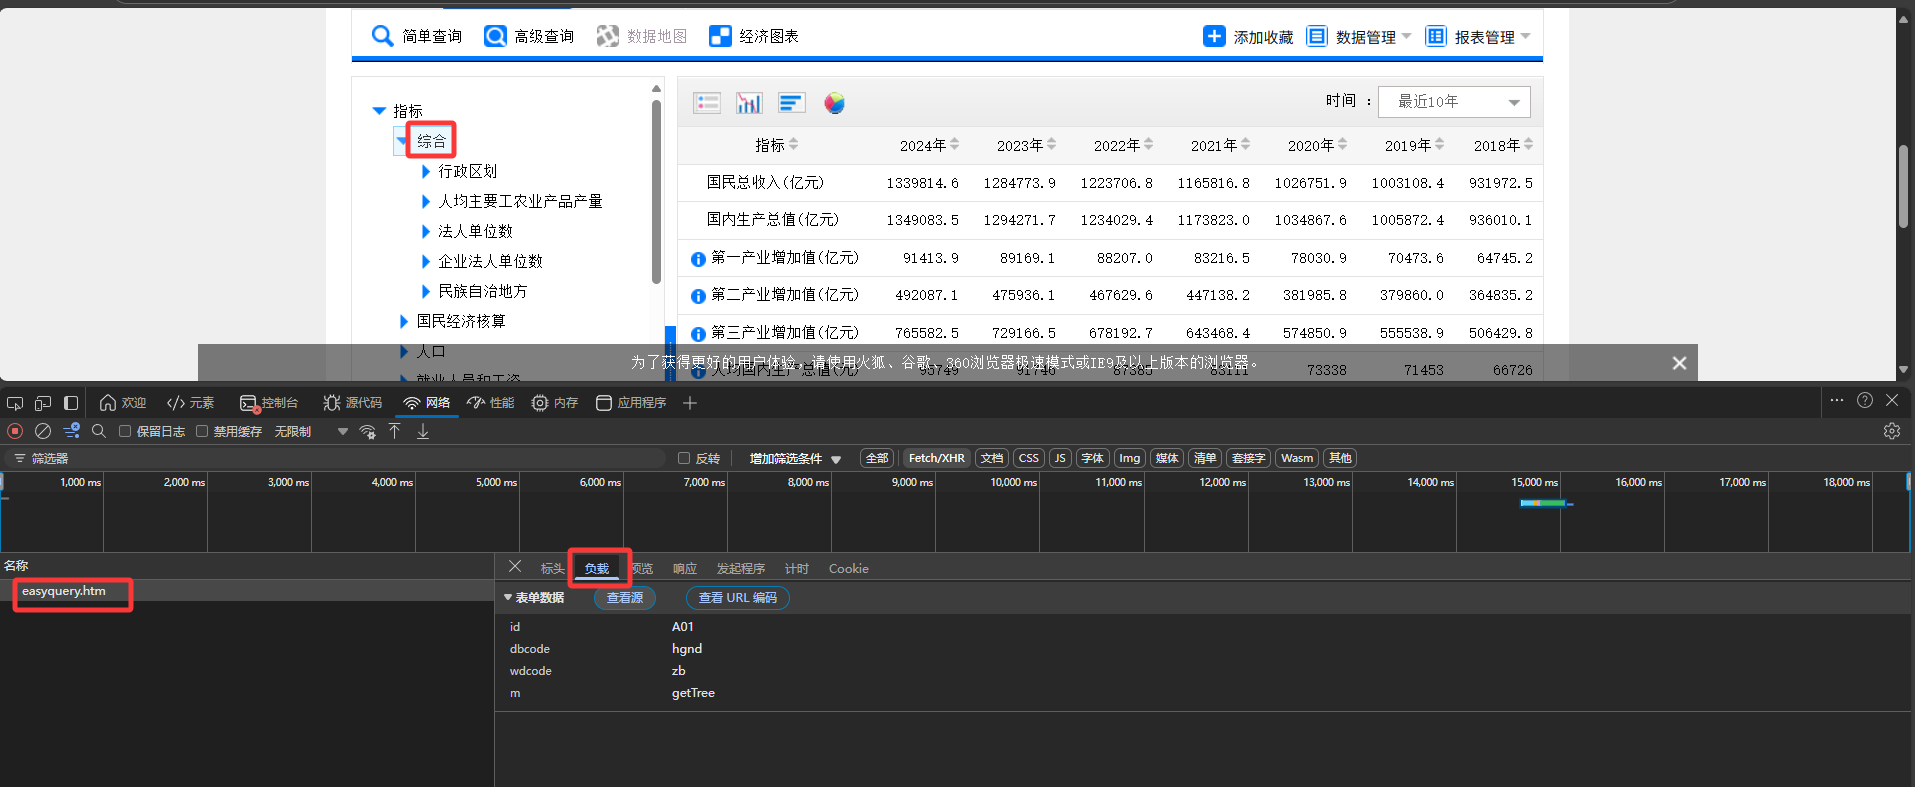 简单查询 高级查询 数据地图 经济图表 添加收藏 数据管理 报表管理
指标
综合
行政区划
人均主要工农业产品产量
法人单位数
企业法人单位数
民族自治地方
国民经济核算
人口
就业人员和工资
时间 : 最近10年
指标 2024年 2023年 2022年 2021年 2020年 2019年 2018年
国民总收入(亿元) 1339814.6 1284773.9 1223706.8 1165816.8 1026751.9 1003108.4 931972.5
国内生产总值(亿元) 1349083.5 1294271.7 1234029.4 1173823.0 1034867.6 1005872.4 936010.1
第一产业增加值(亿元) 91413.9 89169.1 88207.0 83216.5 78030.9 70473.6 64745.2
第二产业增加值(亿元) 492087.1 475936.1 467629.6 447138.2 381985.8 379860.0 364835.2
第三产业增加值(亿元) 765582.5 729166.5 678192.7 643468.4 574850.9 555538.9 506429.8
人均国内生产总值(元) 95749 91746 87385 83111 73338 71453 66726
为了获得更好的用户体验，请使用火狐、谷歌、360浏览器极速模式或IE9及以上版本的浏览器。
欢迎 元素 控制台 源代码 网络 性能 内存 应用程序
保留日志 禁用缓存 无限制
筛选器 反转 增加筛选条件 全部 Fetch/XHR 文档 CSS JS 字体 Img 媒体 清单 套接字 Wasm 其他
1,000 ms 2,000 ms 3,000 ms 4,000 ms 5,000 ms 6,000 ms 7,000 ms 8,000 ms 9,000 ms 10,000 ms 11,000 ms 12,000 ms 13,000 ms 14,000 ms 15,000 ms 16,000 ms 17,000 ms 18,000 ms
名称
easyquery.htm
标头 负载 预览 响应 发起程序 计时 Cookie
表单数据 查看源 查看 URL 编码
id A01
dbcode hgnd
wdcode zb
m getTree